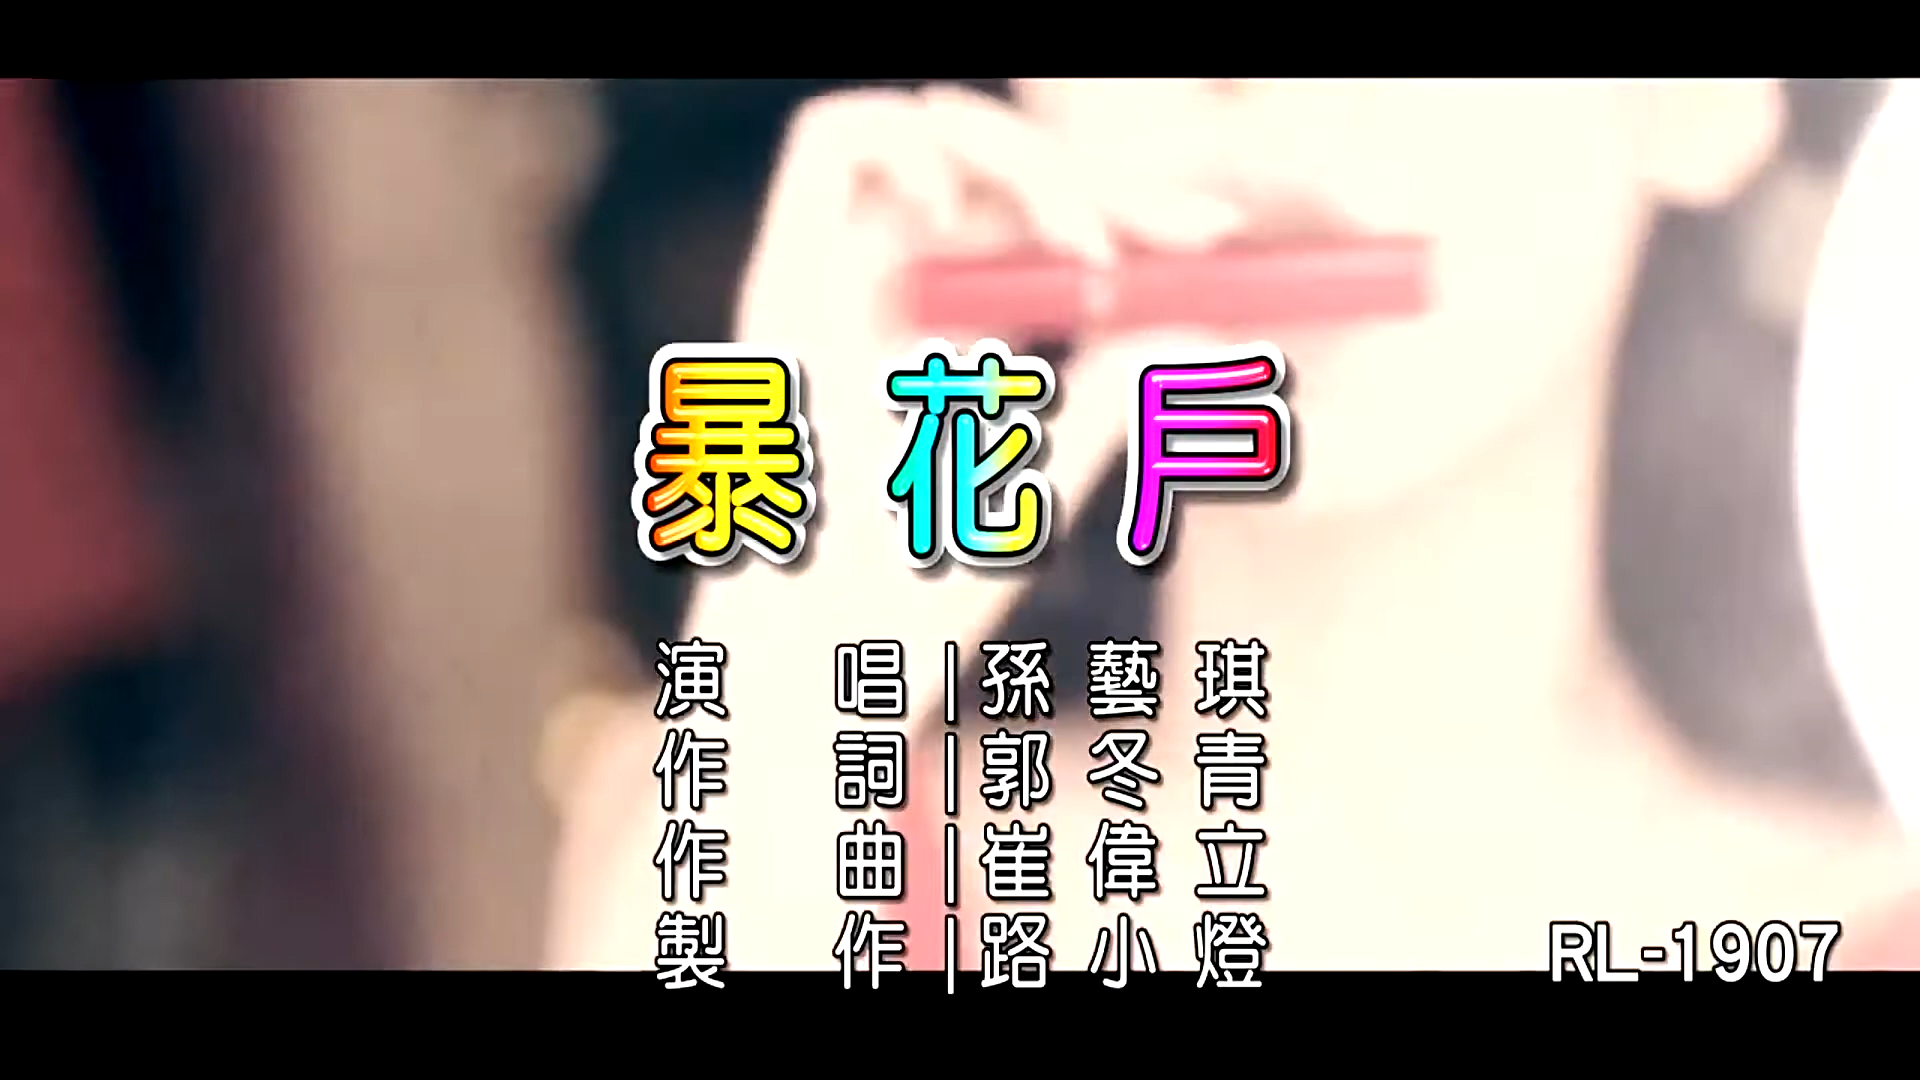 暴花戶
演唱|孫藝琪
作詞|郭冬青
作曲|崔偉立
製作|路小燈
RL-1907